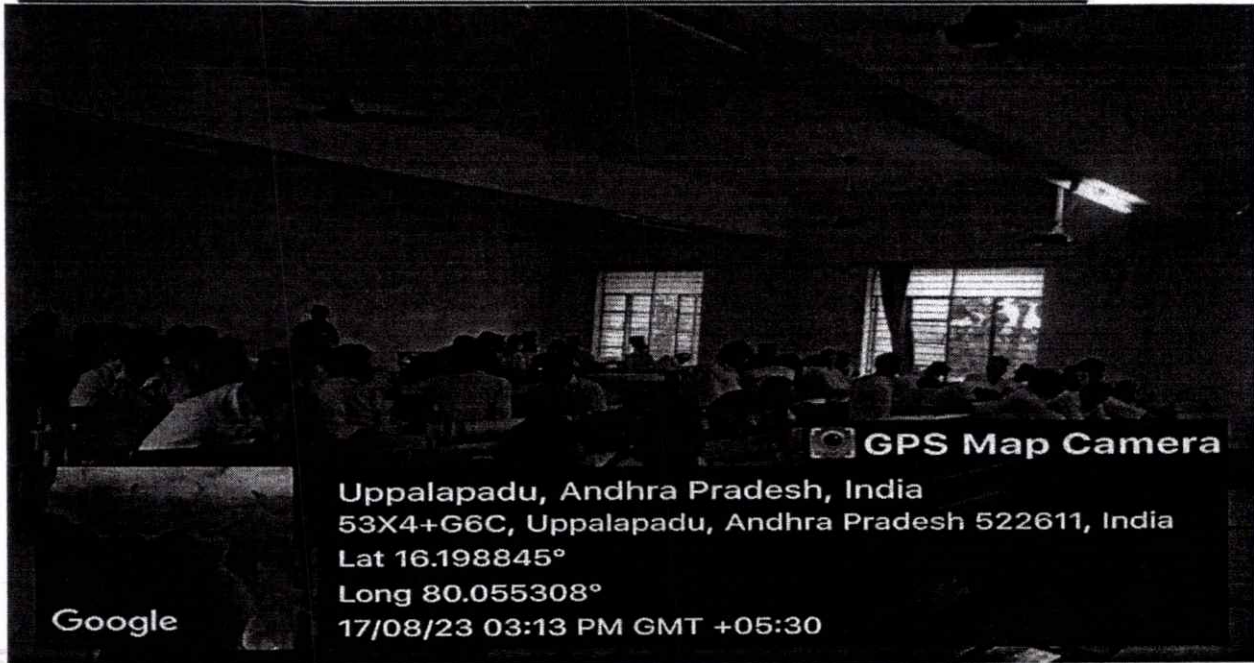 GPS Map Camera
Uppalapadu, Andhra Pradesh, India
53X4+G6C, Uppalapadu, Andhra Pradesh 522611, India
Lat 16.198845°
Long 80.055308°
17/08/23 03:13 PM GMT +05:30
Google